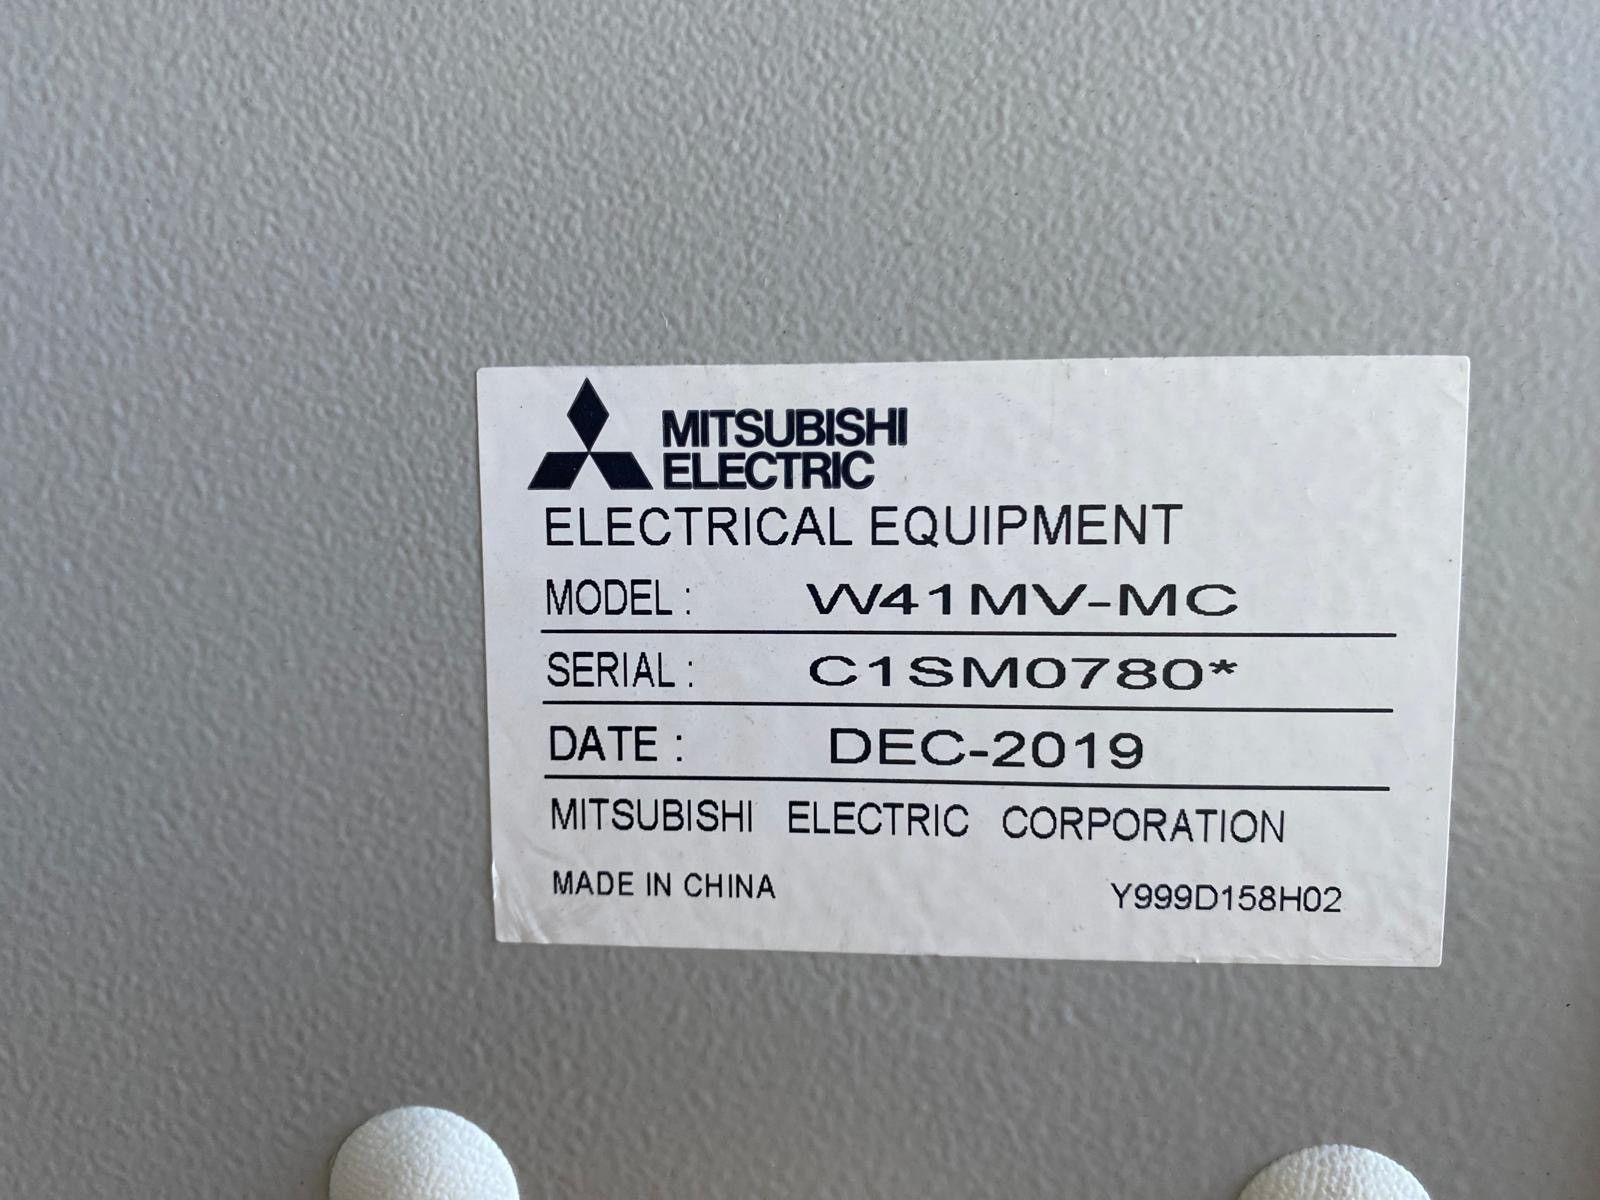 MITSUBISHI
ELECTRIC
ELECTRICAL EQUIPMENT
MODEL : W41MV-MC
SERIAL : C1SM0780*
DATE : DEC-2019
MITSUBISHI ELECTRIC CORPORATION
MADE IN CHINA Y999D158H02